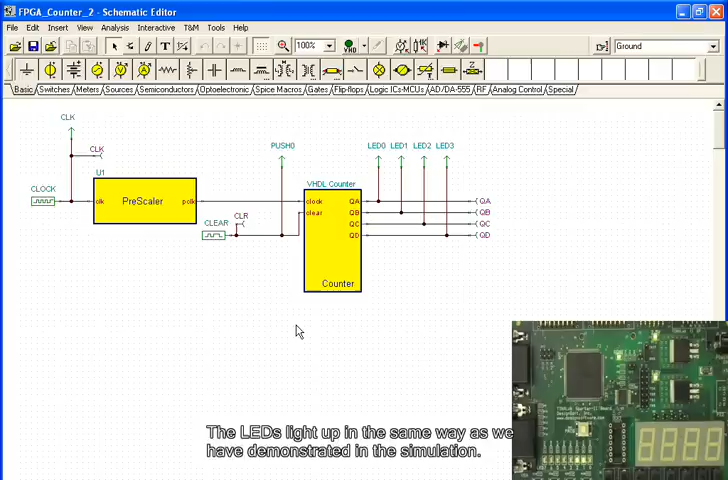 FPGA_Counter_2 - Schematic Editor
File Edit Insert View Analysis Interactive T&M Tools Help
100% VHD Ground
Basic Switches Meters Sources Semiconductors Optoelectronic Spice Macros Gates Flip-flops Logic ICs-MCUs AD/DA-555 RF Analog Control Special
CLK
CLK
PUSH0
LED0 LED1 LED2 LED3
U1
CLOCK
clk PreScaler pclk
VHDL Counter
clock QA QA
CLEAR CLR
clear QB QB
QC QC
QD QD
Counter
The LEDs light up in the same way as we
have demonstrated in the simulation.